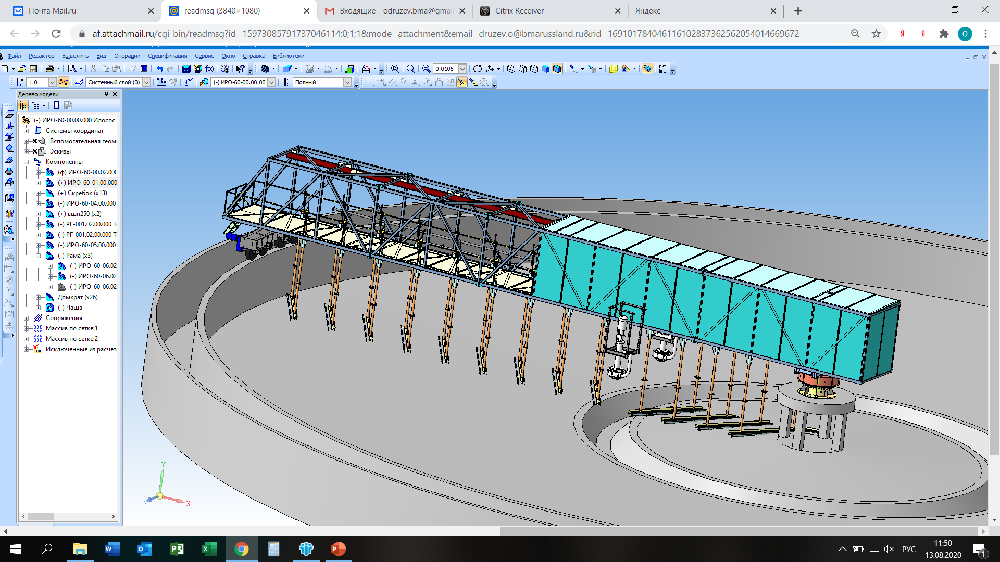 Почта Mail.ru
readmsg (3840×1080)
Входящие - odruzev.bma@gmai
Citrix Receiver
Яндекс
af.attachmail.ru/cgi-bin/readmsg?id=15973085791737046114;0;1;1&mode=attachment&email=druzev.o@bmarussland.ru&rid=1691017840461161028373625620540146​69672
Я
Я
O
Файл Редактор Выделить Вид Операции Спецификация Сервис Окно Справка Библиотеки
f(x)
0.0105
1.0
Системный слой (0)
(-) ИРО-60-00.00.00
Полный
Дерево модели
(-) ИРО-60-00.00.000 Илосос
Системы координат
Вспомогательная геом
Эскизы
Компоненты
(ф) ИРО-60-00.02.000
(+) ИРО-60-01.00.000
(+) Скребок (x13)
(-) ИРО-60-04.00.000
(+) вшн250 (x2)
(-) РГ-001.02.00.000 Т
(-) РГ-001.02.00.000 Т
(-) ИРО-60-05.00.000
(-) Рама (x3)
(-) ИРО-60-06.02
(-) ИРО-60-06.02
(-) ИРО-60-06.02
Домкрат (x26)
(-) Чаша
Сопряжения
Массив по сетке:1
Массив по сетке:2
Исключенные из расчета
Y
Z
X
РУС
11:50
13.08.2020
1